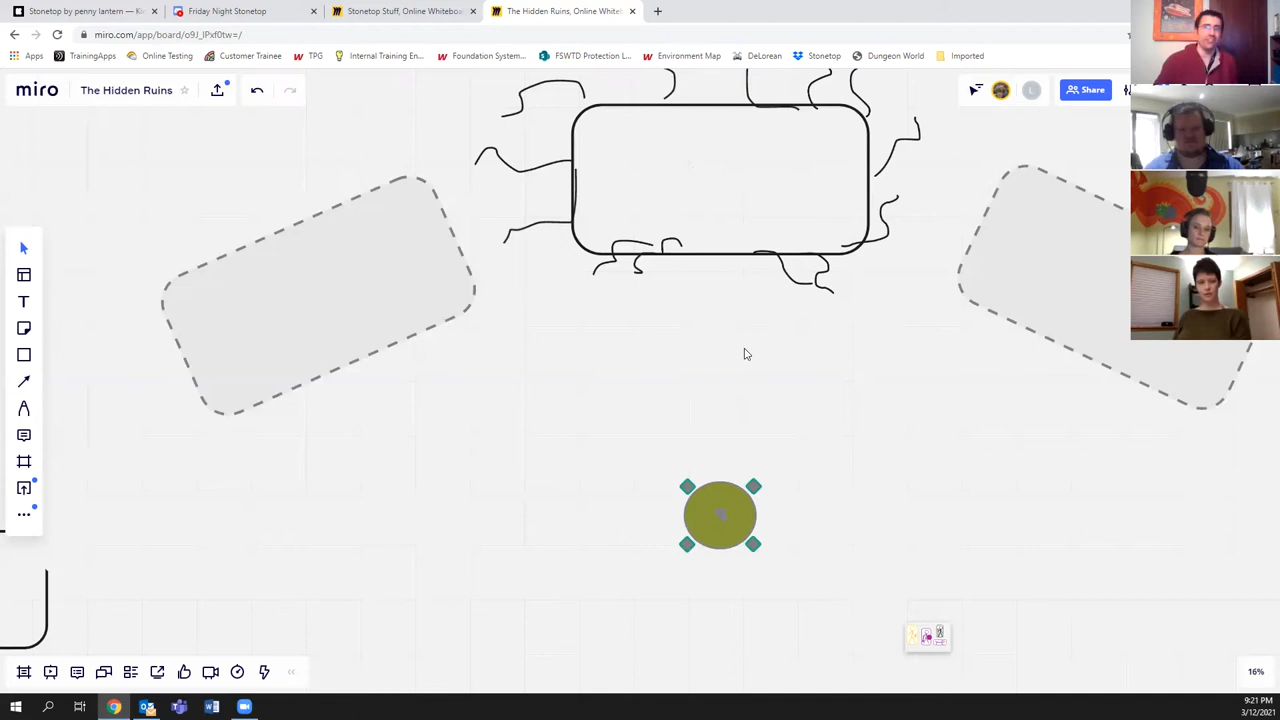 Stonetop by penny lantern — Ki
Friday Night Stonetop
Stonetop Stuff, Online Whiteboa
The Hidden Ruins, Online Whiteb
miro.com/app/board/o9J_lPxf0tw=/
Apps
TrainingApps
Online Testing
Customer Trainee
TPG
Internal Training En...
Foundation System...
FSWTD Protection L...
Environment Map
DeLorean
Stonetop
Dungeon World
Imported
miro
The Hidden Ruins
L
Share
T
16%
9:21 PM
3/12/2021